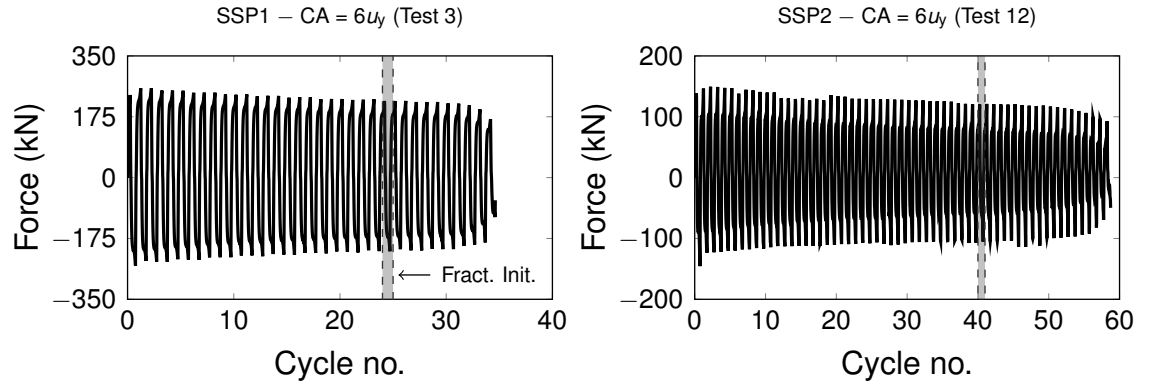 SSP1 − CA = 6uy (Test 3)
350
175
0
−175
−350
Force (kN)
← Fract. Init.
0 10 20 30 40
Cycle no.
SSP2 − CA = 6uy (Test 12)
200
100
0
−100
−200
Force (kN)
0 10 20 30 40 50 60
Cycle no.